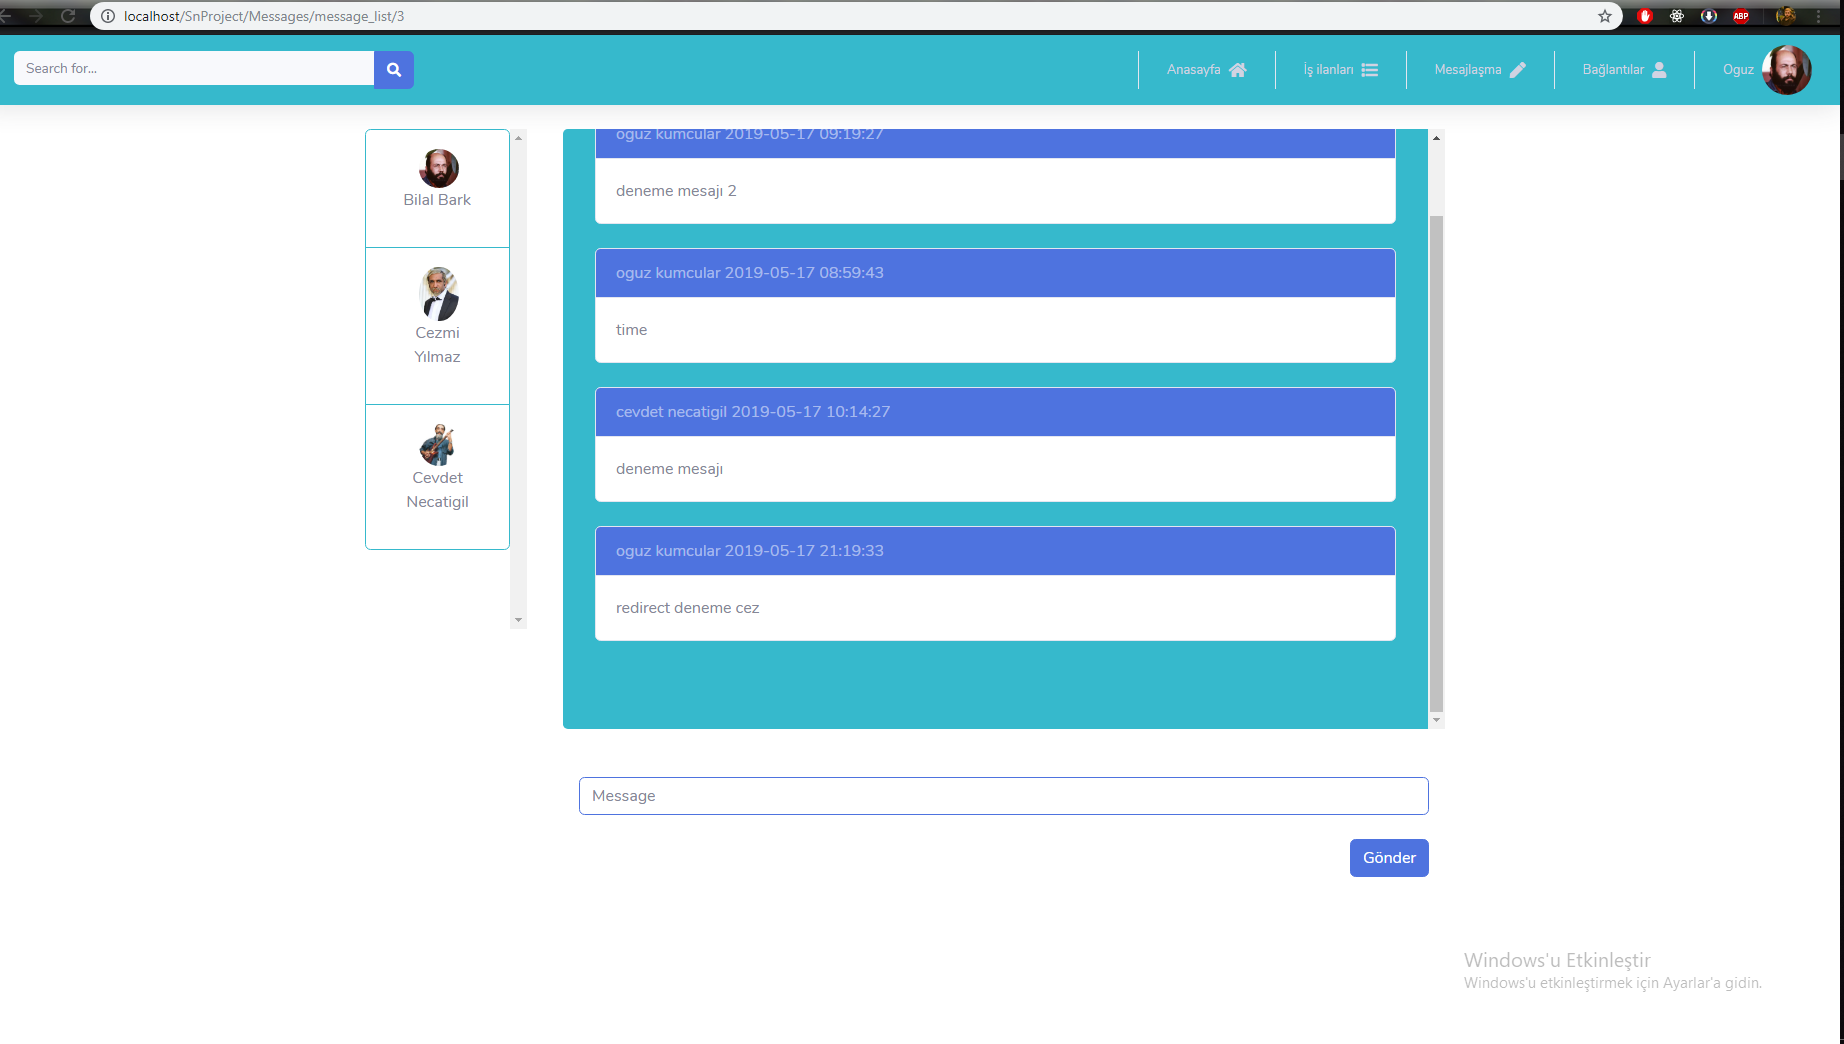 localhost/SnProject/Messages/message_list/3
ABP
Search for...
Anasayfa
İş ilanları
Mesajlaşma
Bağlantılar
Oguz
Bilal Bark
Cezmi
Yılmaz
Cevdet
Necatigil
oguz kumcular 2019-05-17 09:19:27
deneme mesajı 2
oguz kumcular 2019-05-17 08:59:43
time
cevdet necatigil 2019-05-17 10:14:27
deneme mesajı
oguz kumcular 2019-05-17 21:19:33
redirect deneme cez
Message
Gönder
Windows'u Etkinleştir
Windows'u etkinleştirmek için Ayarlar'a gidin.